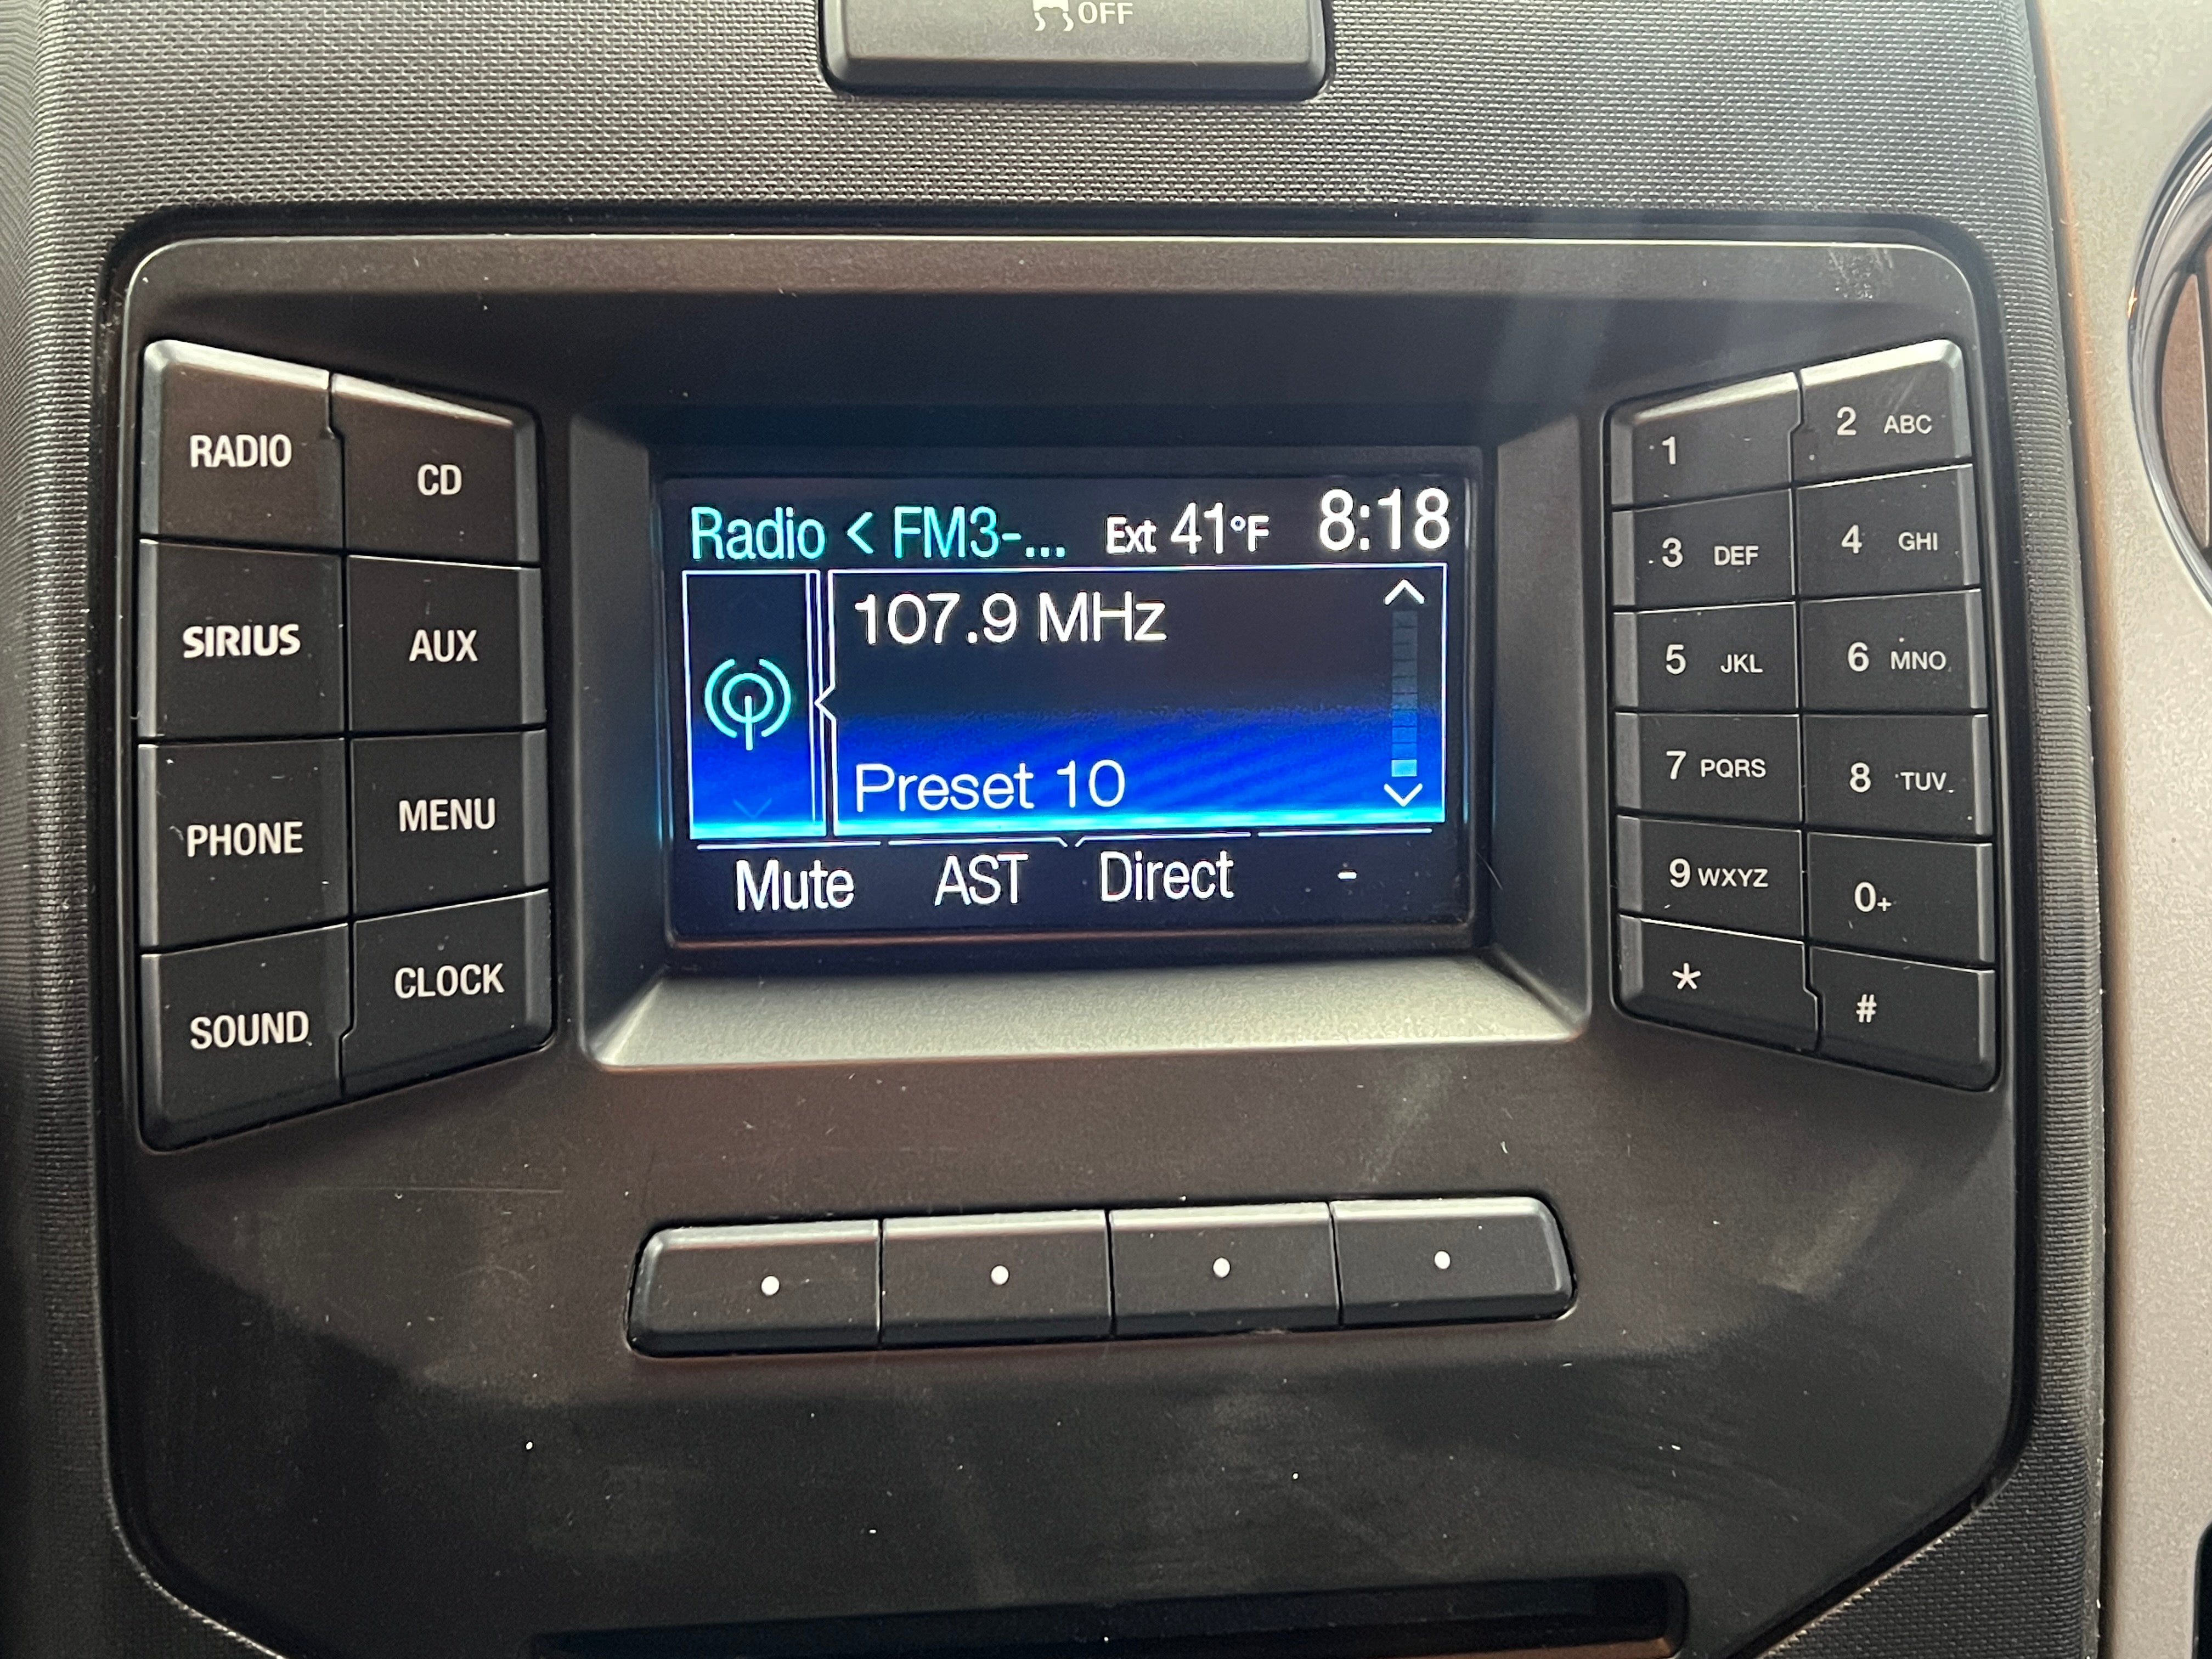 OFF
RADIO
CD
SIRIUS
AUX
PHONE
MENU
SOUND
CLOCK
Radio < FM3-... Ext 41°F 8:18
107.9 MHz
Preset 10
Mute AST Direct -
1
2 ABC
3 DEF
4 GHI
5 JKL
6 MNO
7 PQRS
8 TUV
9 WXYZ
0+
*
#